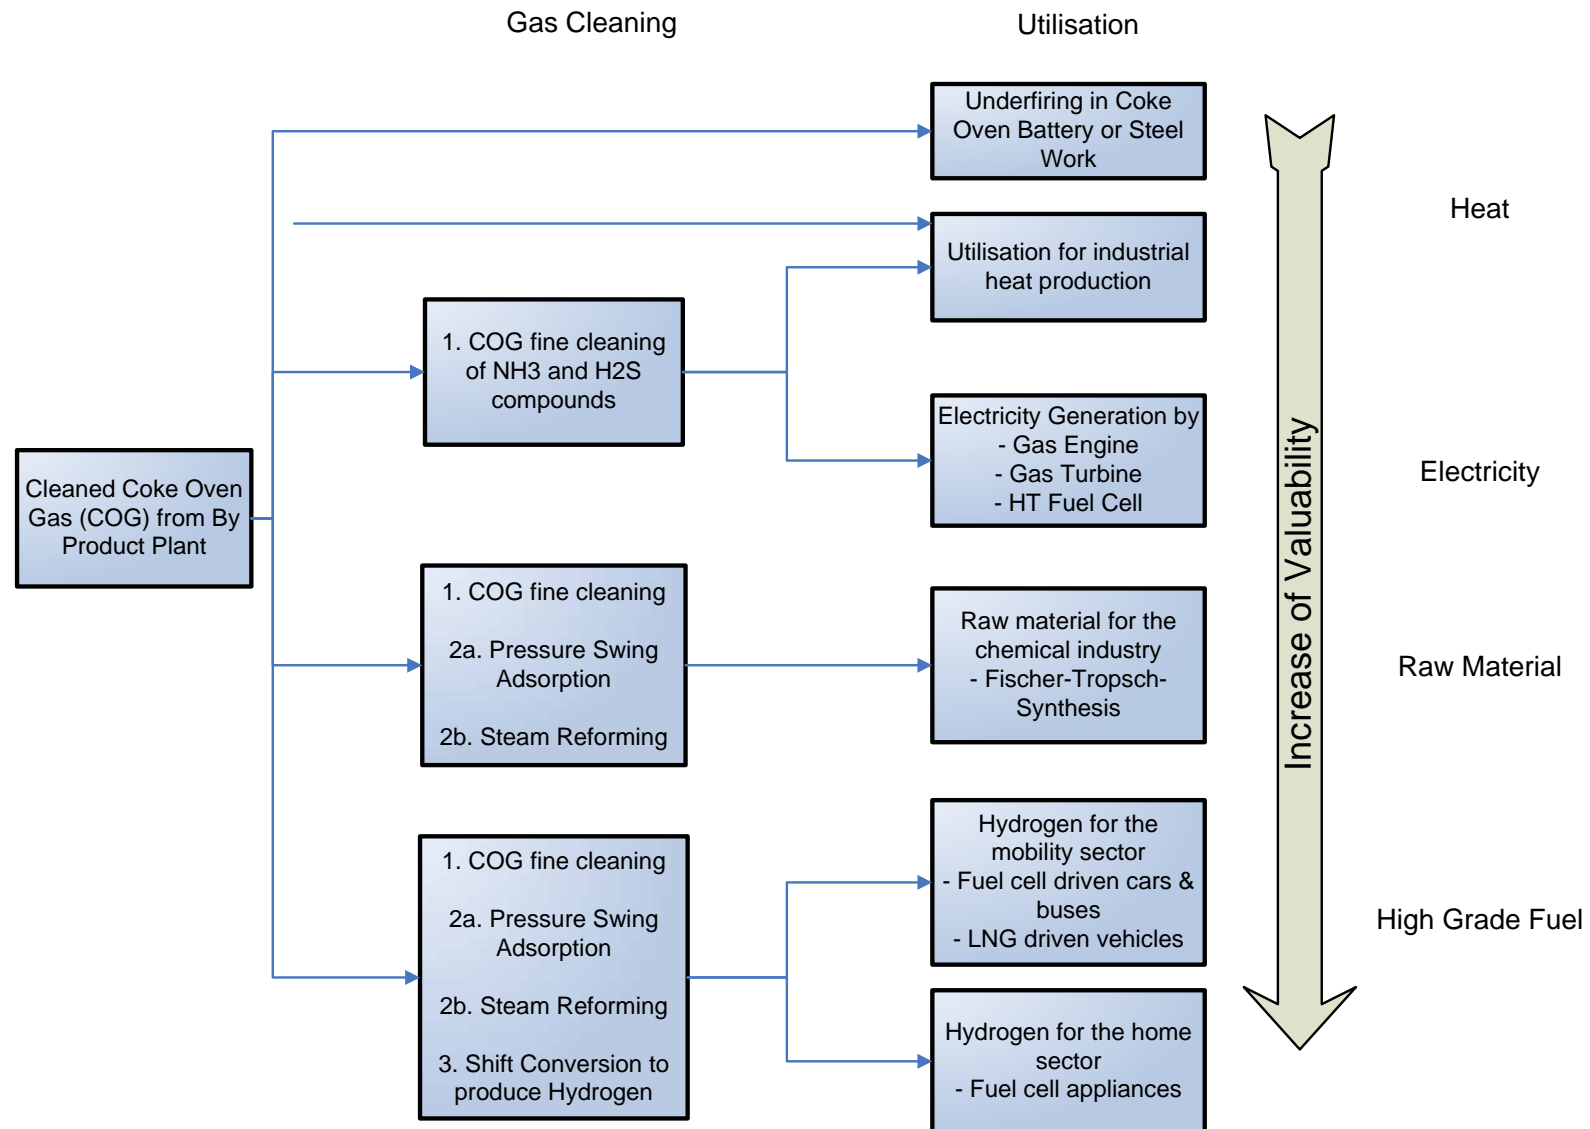 Gas Cleaning
Utilisation
Underfiring in Coke
Oven Battery or Steel
Work
Heat
Utilisation for industrial
heat production
1. COG fine cleaning
of NH3 and H2S
compounds
Electricity Generation by
- Gas Engine
- Gas Turbine
- HT Fuel Cell
Electricity
Cleaned Coke Oven
Gas (COG) from By
Product Plant
Increase of Valuability
1. COG fine cleaning
2a. Pressure Swing
Adsorption
2b. Steam Reforming
Raw material for the
chemical industry
- Fischer-Tropsch-
Synthesis
Raw Material
1. COG fine cleaning
2a. Pressure Swing
Adsorption
2b. Steam Reforming
3. Shift Conversion to
produce Hydrogen
Hydrogen for the
mobility sector
- Fuel cell driven cars &
buses
- LNG driven vehicles
High Grade Fuel
Hydrogen for the home
sector
- Fuel cell appliances